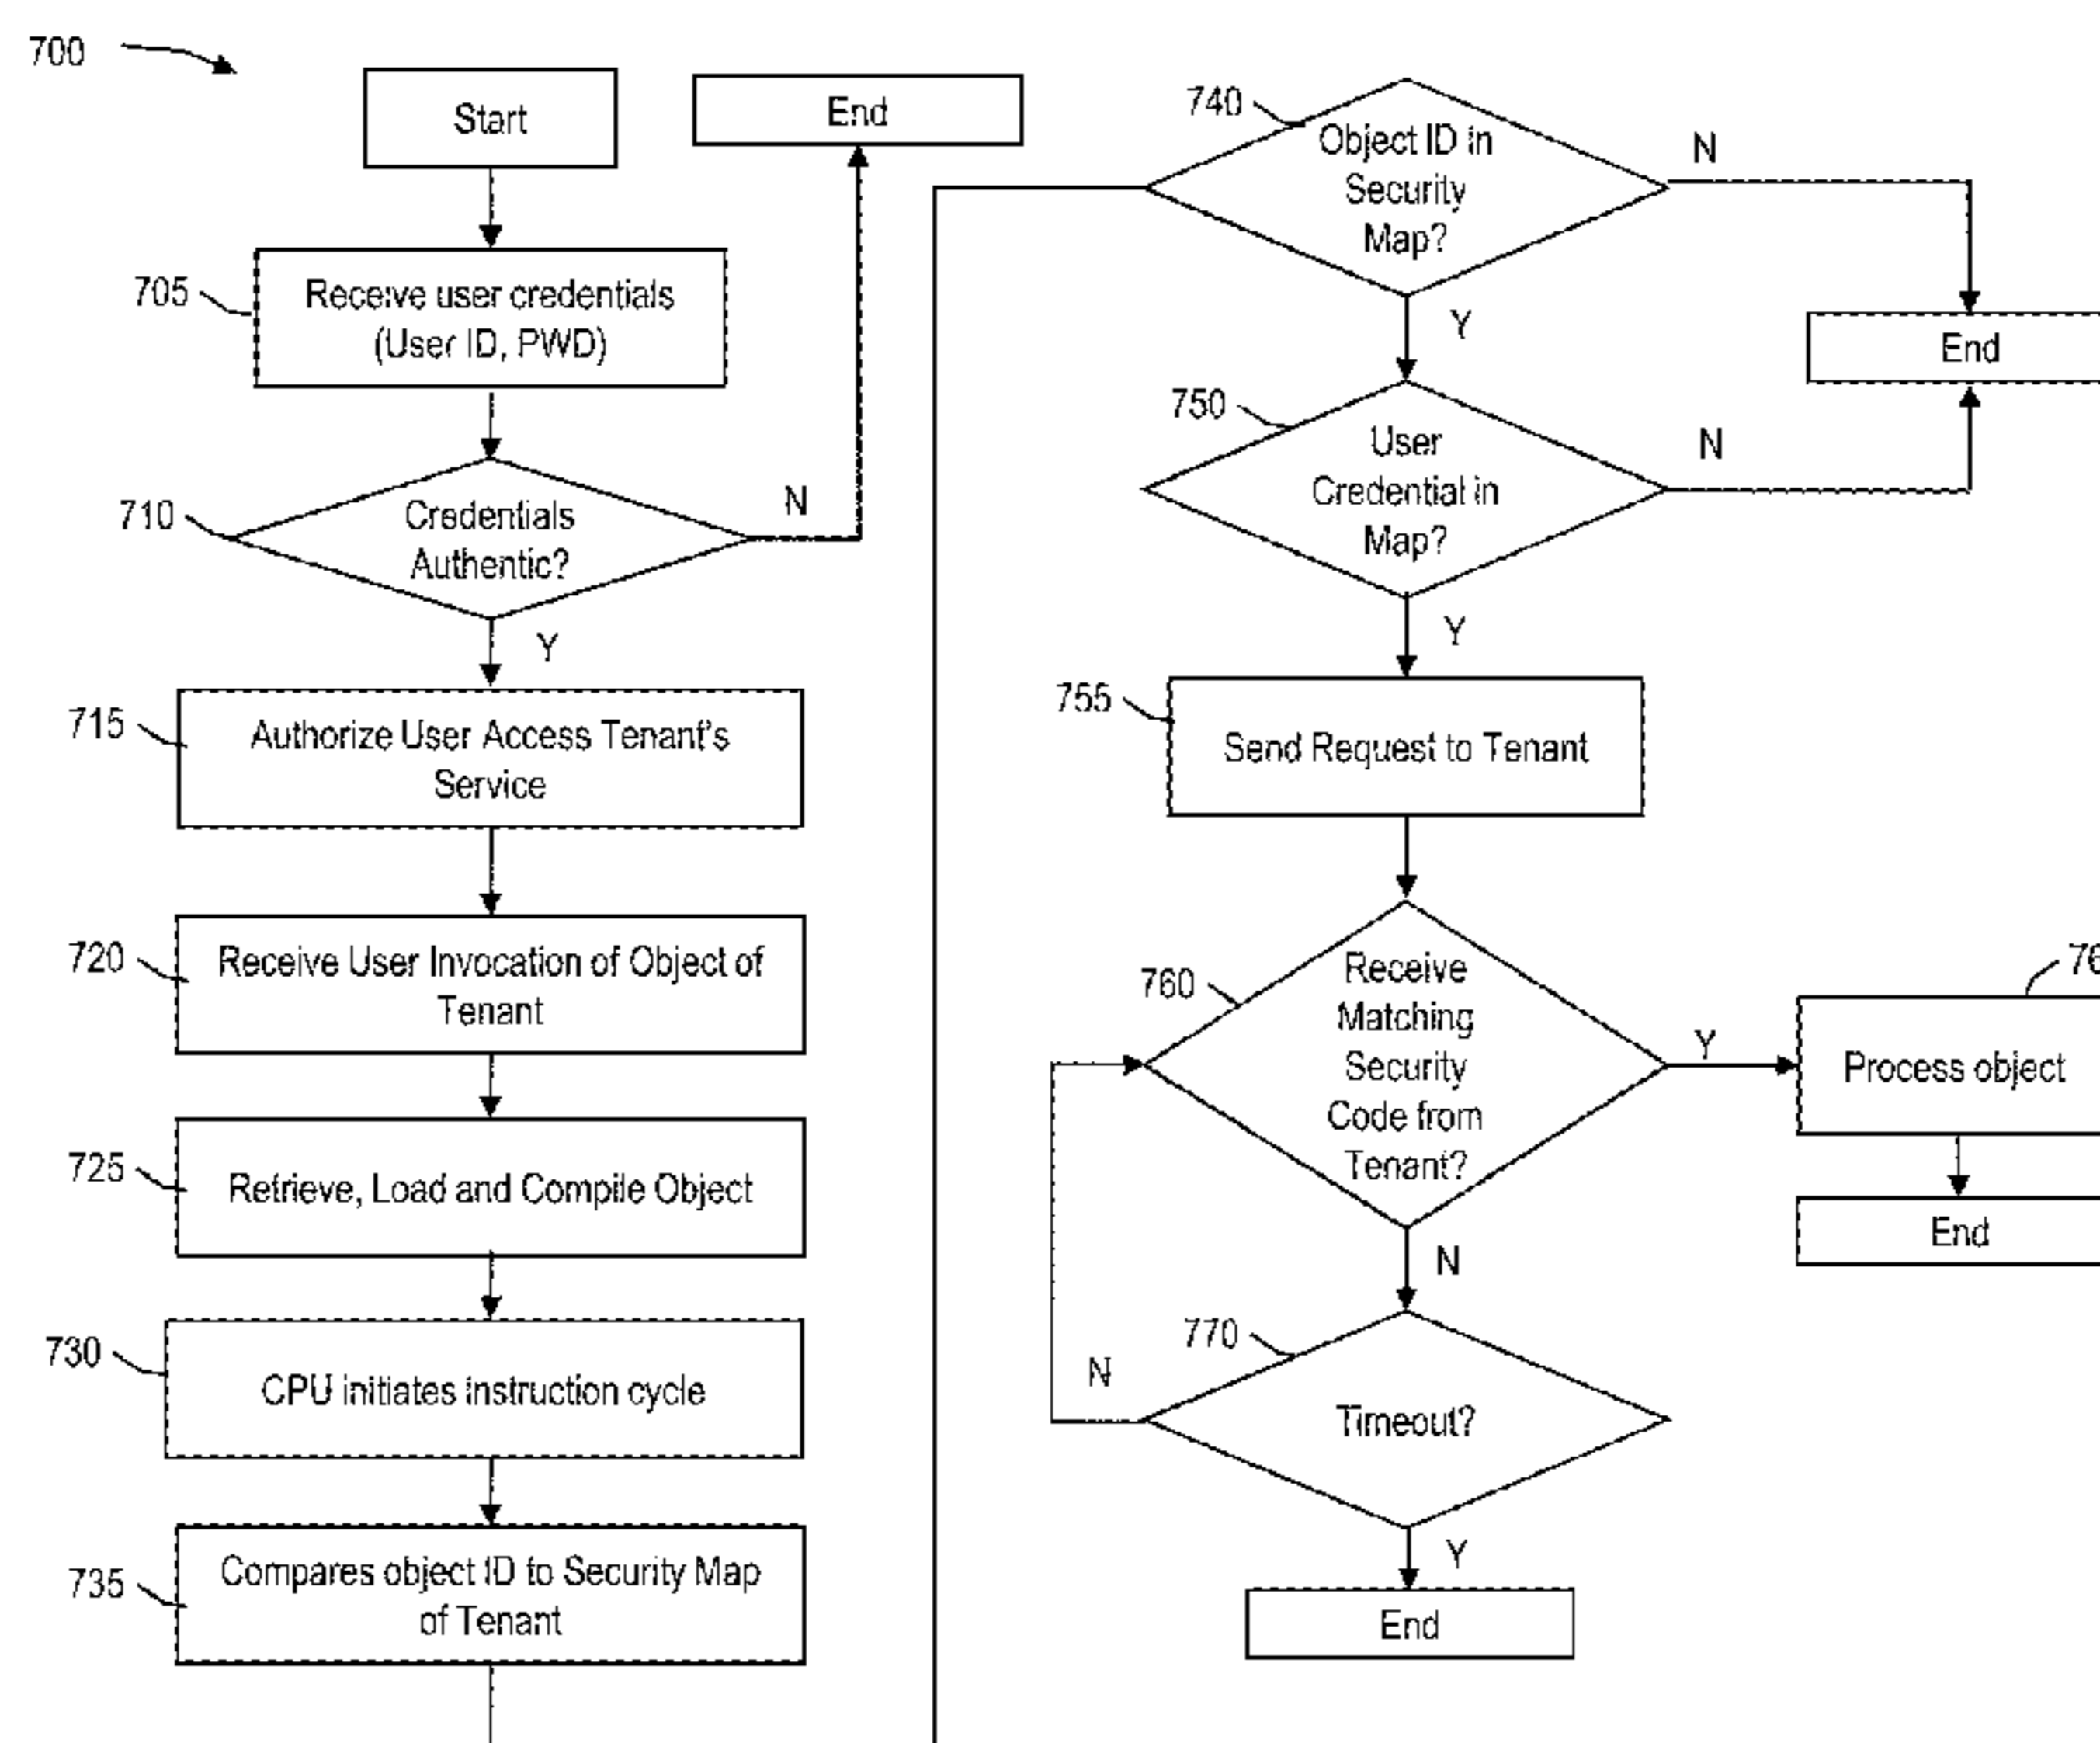 700
Start
End
705
Receive user credentials
(User ID, PWD)
710
Credentials
Authentic?
N
Y
715
Authorize User Access Tenant's
Service
720
Receive User Invocation of Object of
Tenant
725
Retrieve, Load and Compile Object
730
CPU initiates instruction cycle
735
Compares object ID to Security Map
of Tenant
740
Object ID in
Security
Map?
N
Y
End
750
User
Credential in
Map?
N
Y
755
Send Request to Tenant
760
Receive
Matching
Security
Code from
Tenant?
Y
Process object
End
N
770
Timeout?
N
Y
End